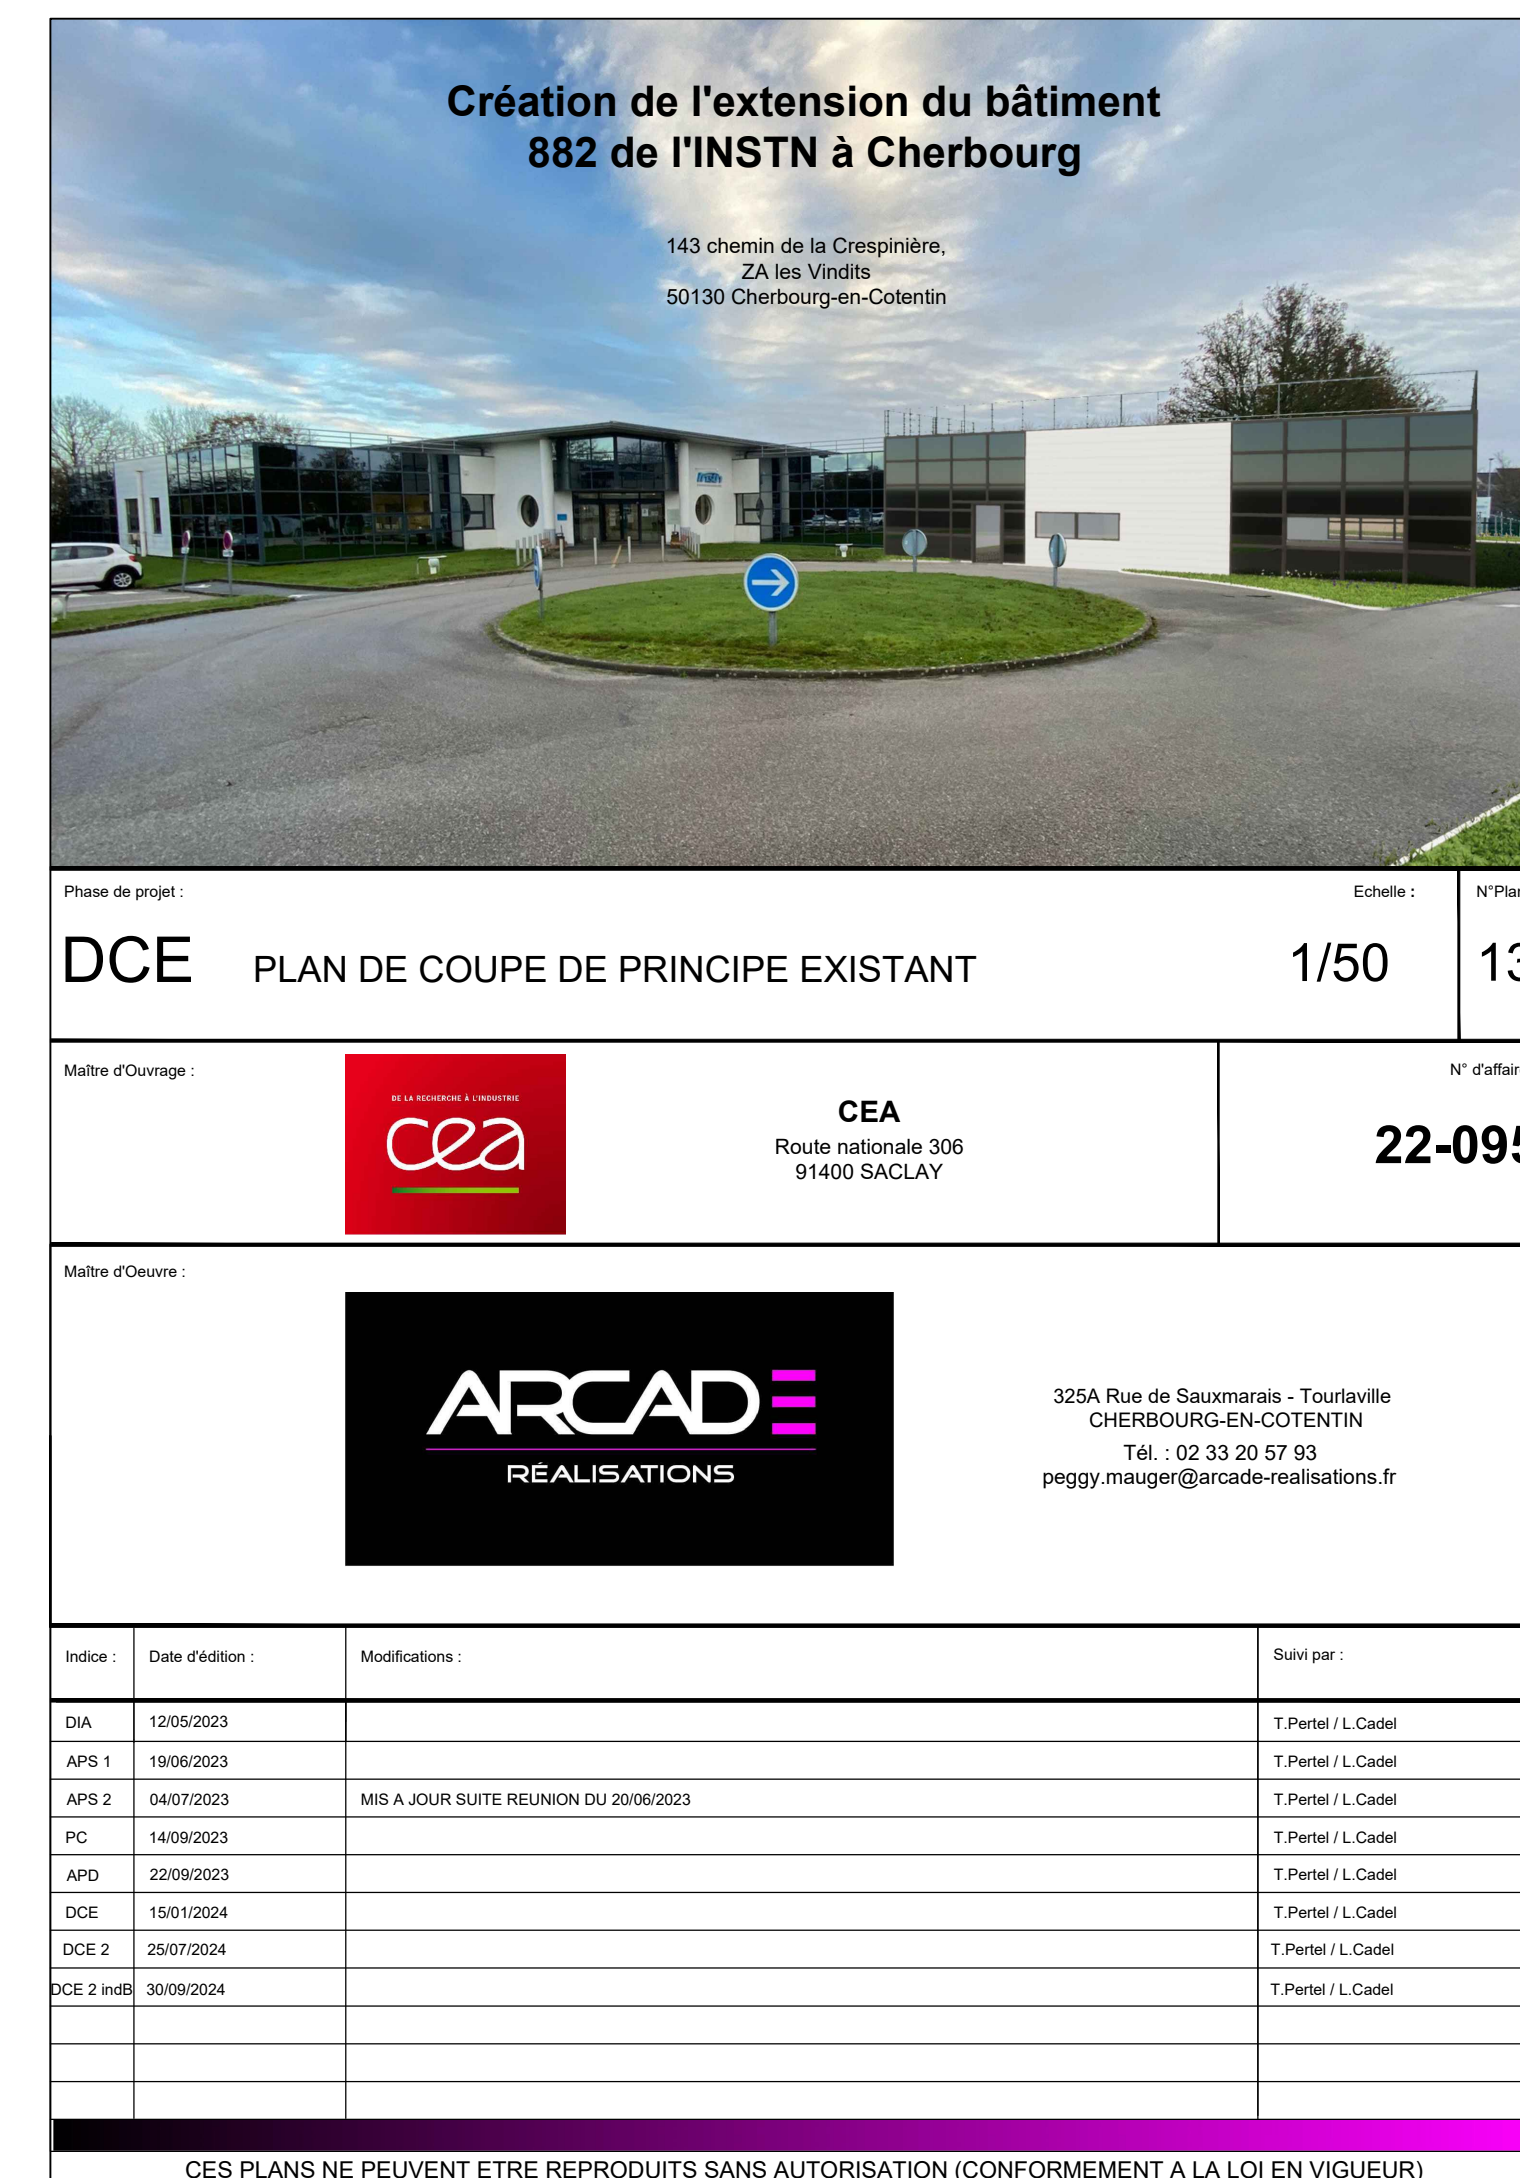 Création de l'extension du bâtiment
882 de l'INSTN à Cherbourg
143 chemin de la Crespinière,
ZA les Vindits
50130 Cherbourg-en-Cotentin
instn
Phase de projet :
Echelle :
DCE PLAN DE COUPE DE PRINCIPE EXISTANT
1/50
Maître d'Ouvrage :
DE LA RECHERCHE À L'INDUSTRIE
cea
CEA
Route nationale 306
91400 SACLAY
N° d'affair
22-095
Maître d'Oeuvre :
ARCADE
RÉALISATIONS
325A Rue de Sauxmarais - Tourlaville
CHERBOURG-EN-COTENTIN
Tél. : 02 33 20 57 93
peggy.mauger@arcade-realisations.fr
Indice : Date d'édition : Modifications : Suivi par :
DIA 12/05/2023 T.Pertel / L.Cadel
APS 1 19/06/2023 T.Pertel / L.Cadel
APS 2 04/07/2023 MIS A JOUR SUITE REUNION DU 20/06/2023 T.Pertel / L.Cadel
PC 14/09/2023 T.Pertel / L.Cadel
APD 22/09/2023 T.Pertel / L.Cadel
DCE 15/01/2024 T.Pertel / L.Cadel
DCE 2 25/07/2024 T.Pertel / L.Cadel
DCE 2 indB 30/09/2024 T.Pertel / L.Cadel
CES PLANS NE PEUVENT ETRE REPRODUITS SANS AUTORISATION (CONFORMEMENT A LA LOI EN VIGUEUR)